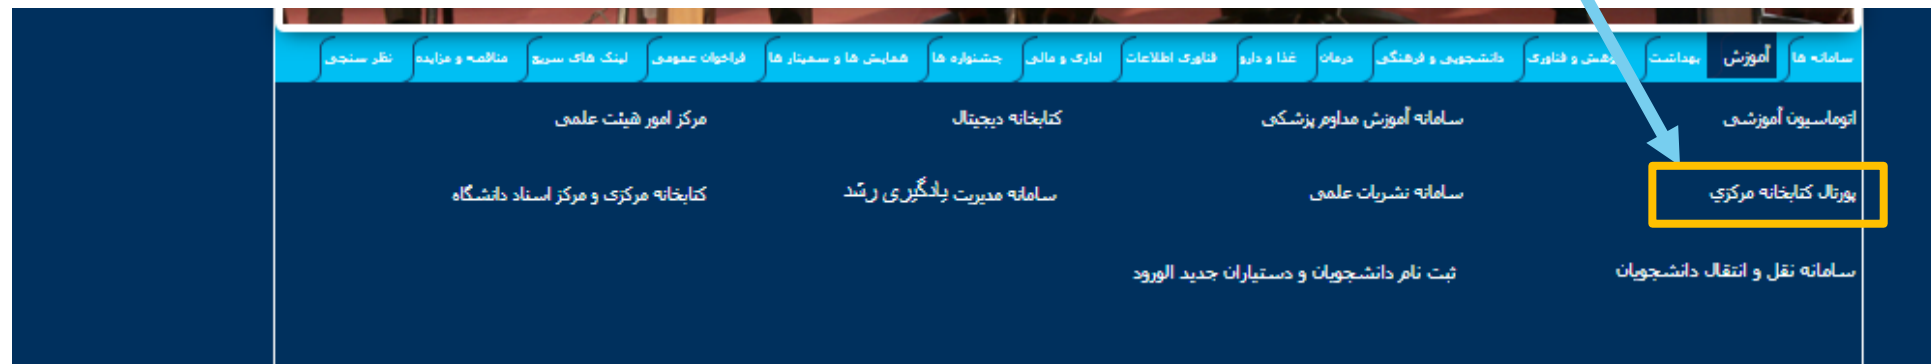 سامانه ها آموزش بهداشت پژوهش و فناوری دانشجویی و فرهنگی درمان غذا و دارو فناوری اطلاعات اداری و مالی جشنواره ها همایش ها و سمینار ها فراخوان عمومی لینک های سریع مناقصه و مزایده نظر سنجی
اتوماسیون آموزشی سامانه آموزش مداوم پزشکی کتابخانه دیجیتال مرکز امور هیئت علمی
پورتال کتابخانه مرکزي سامانه نشریات علمی سامانه مدیریت یادگیری رشد کتابخانه مرکزی و مرکز اسناد دانشگاه
سامانه نقل و انتقال دانشجویان ثبت نام دانشجویان و دستیاران جدید الورود